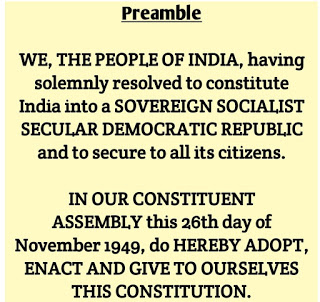 Preamble
WE, THE PEOPLE OF INDIA, having
solemnly resolved to constitute
India into a SOVEREIGN SOCIALIST
SECULAR DEMOCRATIC REPUBLIC
and to secure to all its citizens.
IN OUR CONSTITUENT
ASSEMBLY this 26th day of
November 1949, do HEREBY ADOPT,
ENACT AND GIVE TO OURSELVES
THIS CONSTITUTION.